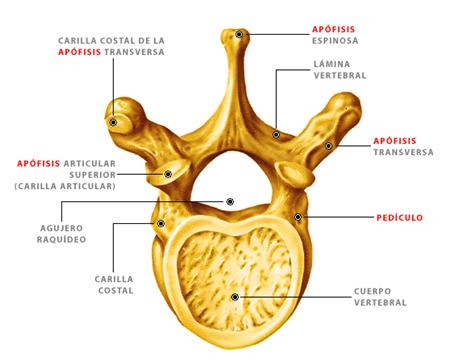 CARILLA COSTAL DE LA
APÓFISIS TRANSVERSA
APÓFISIS
ESPINOSA
LÁMINA
VERTEBRAL
APÓFISIS
TRANSVERSA
APÓFISIS ARTICULAR
SUPERIOR
(CARILLA ARTICULAR)
PEDÍCULO
AGUJERO
RAQUÍDEO
CARILLA
COSTAL
CUERPO
VERTEBRAL